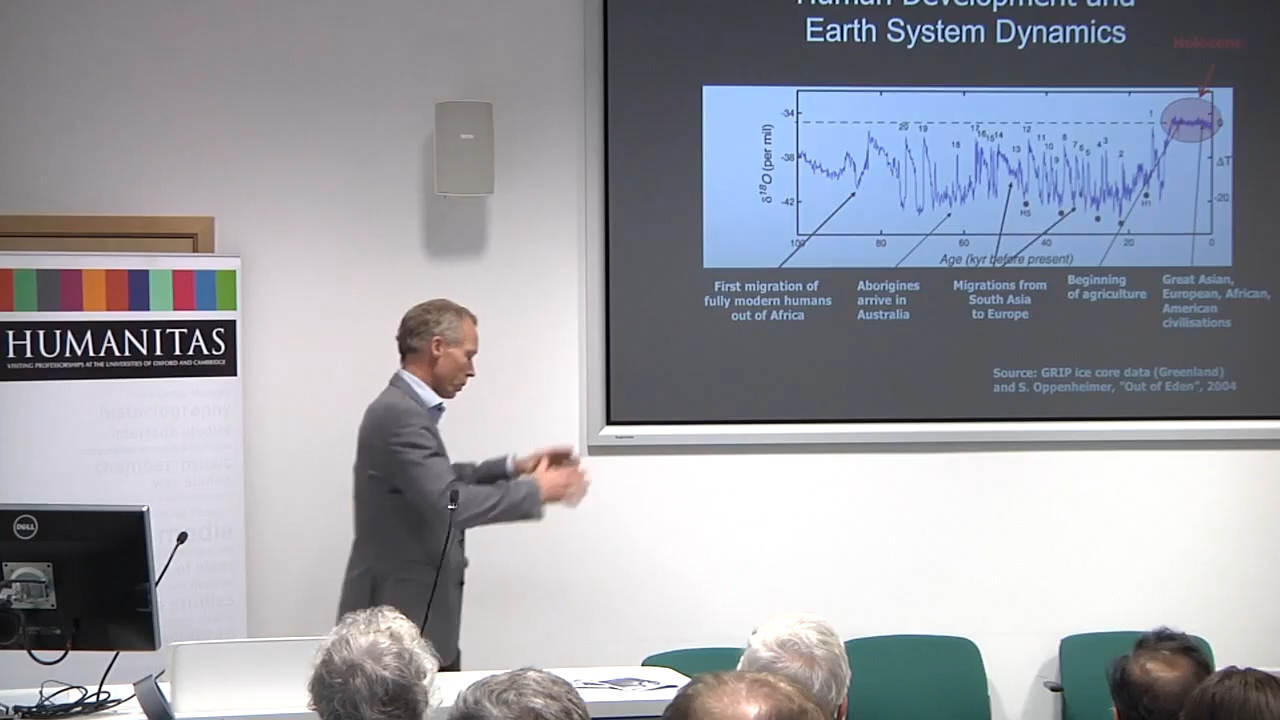 Human Development and
Earth System Dynamics
Holocene
-34
-38
-42
δ18O (per mil)
20
19
18
17
16
15
14
13
12
11
10
9
8
7
6
5
4
3
2
1
H5
H1
ΔT
-20
100
80
60
40
20
0
Age (kyr before present)
First migration of
fully modern humans
out of Africa
Aborigines
arrive in
Australia
Migrations from
South Asia
to Europe
Beginning
of agriculture
Great Asian,
European, African,
American
civilisations
Source: GRIP ice core data (Greenland)
and S. Oppenheimer, "Out of Eden", 2004
HUMANITAS
VISITING PROFESSORSHIPS AT THE UNIVERSITIES OF OXFORD AND CAMBRIDGE
historiography
interfaith studies
chamber music
media
studies
DELL